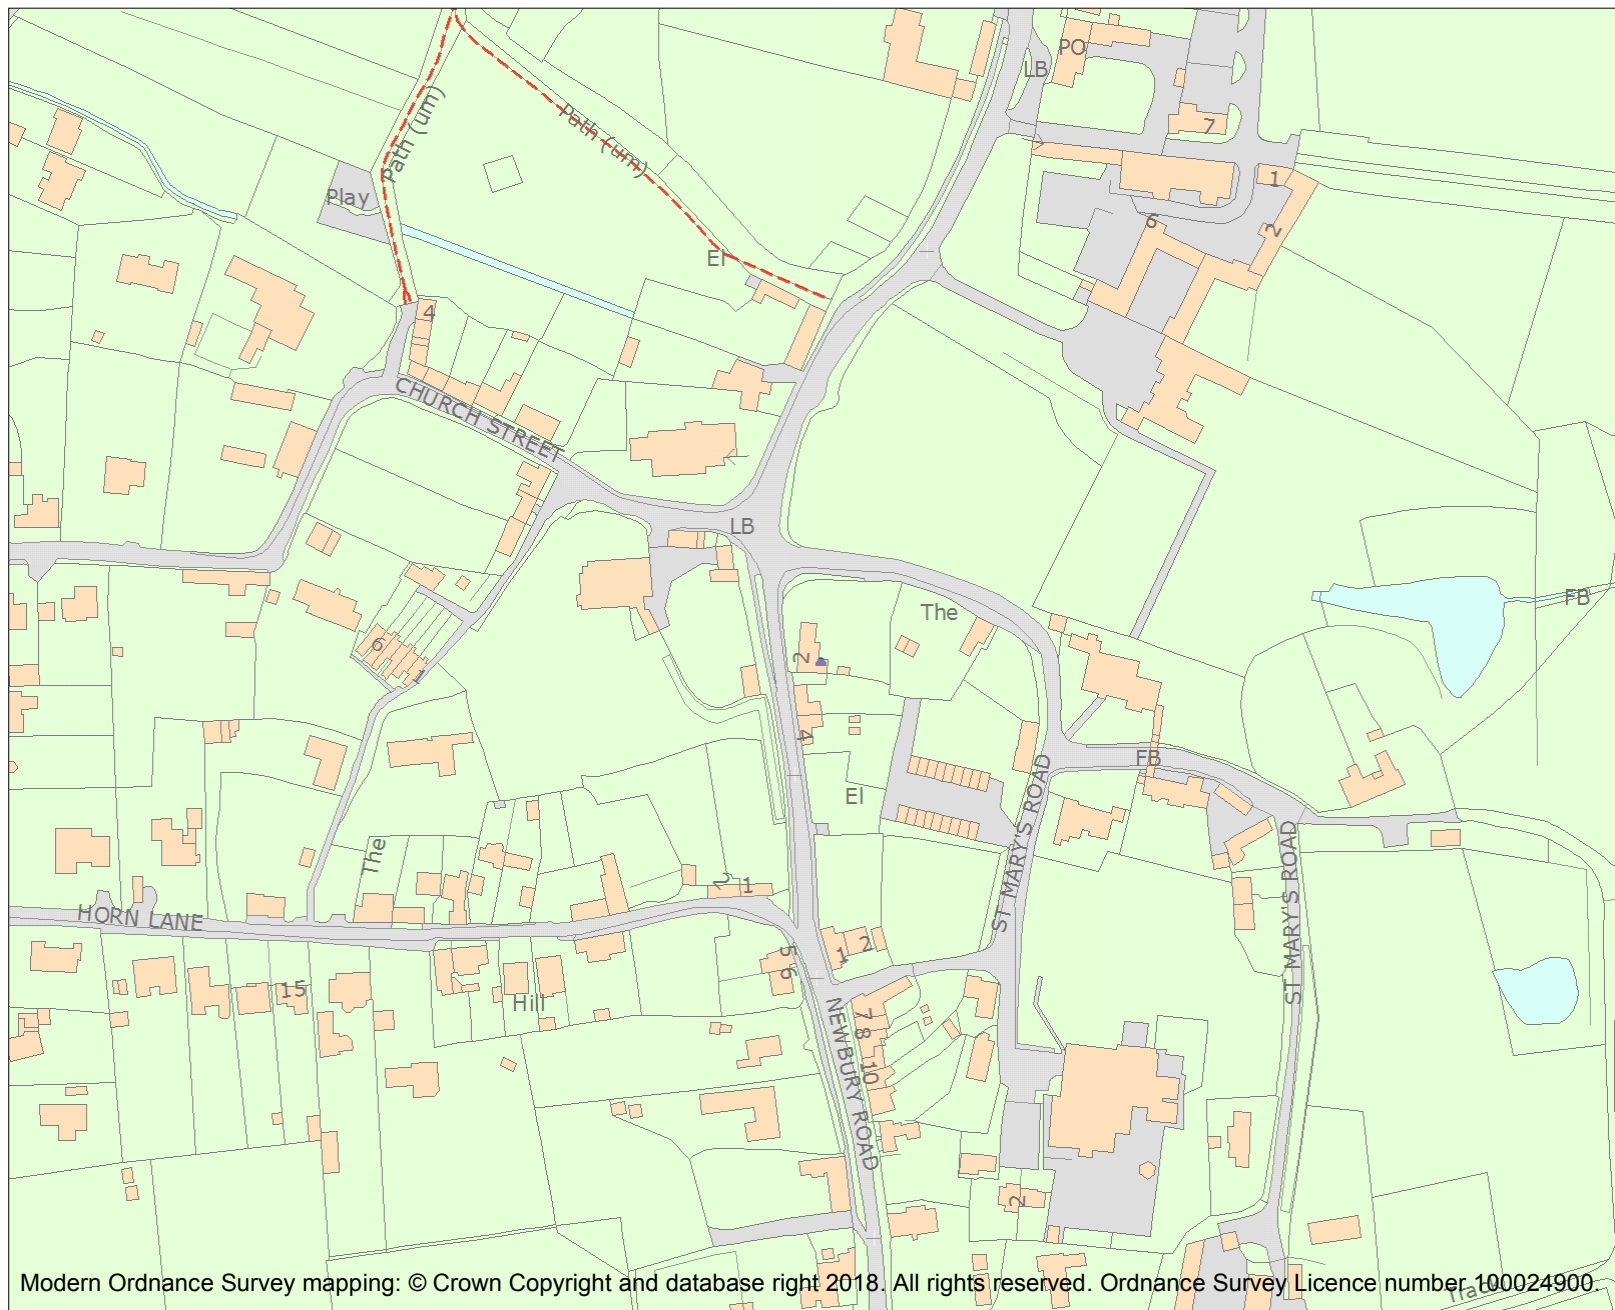 PO
LB
Path (um)
Path (um)
7
Play
1
6
2
El
4
CHURCH STREET
LB
FB
The
6
2
1
4
FB
El
ST MARY'S ROAD
ST MARY'S ROAD
The
2
1
HORN LANE
5
6
1
2
15
Hill
7
8
10
NEWBURY ROAD
2
Track
Modern Ordnance Survey mapping: © Crown Copyright and database right 2018. All rights reserved. Ordnance Survey Licence number 100024900.